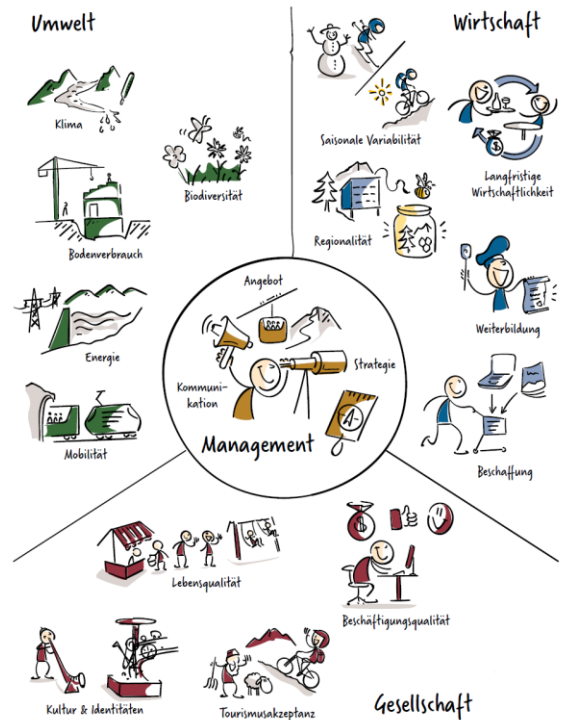 Umwelt
Klima
Biodiversität
Bodenverbrauch
Energie
Mobilität
Wirtschaft
Saisonale Variabilität
Langfristige
Wirtschaftlichkeit
Regionalität
Weiterbildung
Beschaffung
Angebot
Strategie
Kommuni-
kation
A-
Management
Lebensqualität
$
$
Beschäftigungsqualität
Kultur & Identitäten
Tourismusakzeptanz
Gesellschaft